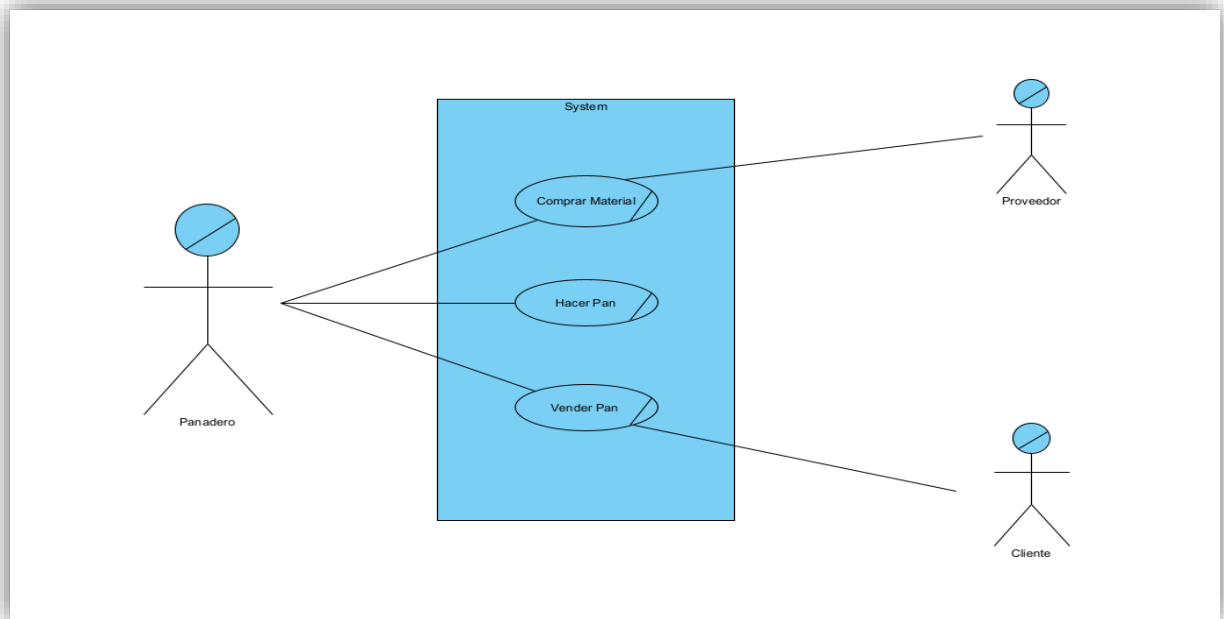 System
Comprar Material
Proveedor
Hacer Pan
Vender Pan
Panadero
Cliente